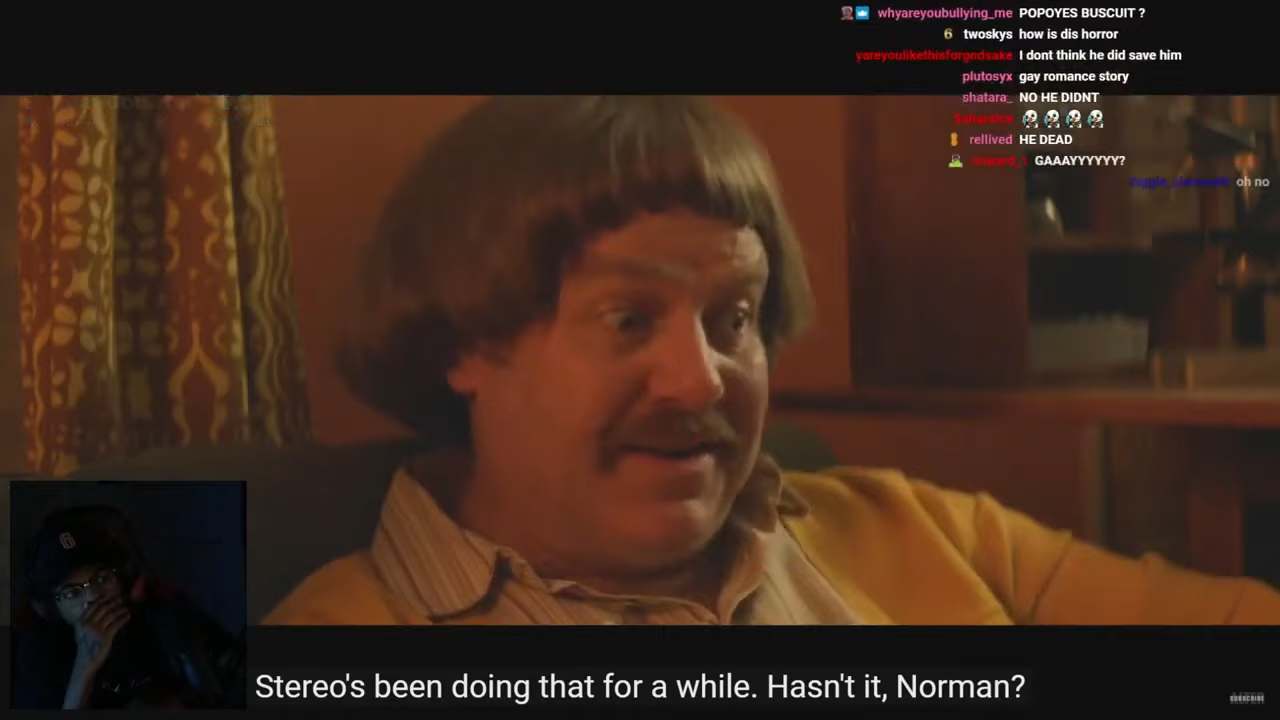 whyareyoubullying_me POPOYES BUSCUIT ?
6 twoskys how is dis horror
yareyoulikethisforgodsake I dont think he did save him
plutosyx gay romance story
shatara_ NO HE DIDNT
rellived HE DEAD
GAAAYYYYYY?
oh no
Stereo's been doing that for a while. Hasn't it, Norman?
SUBSCRIBE